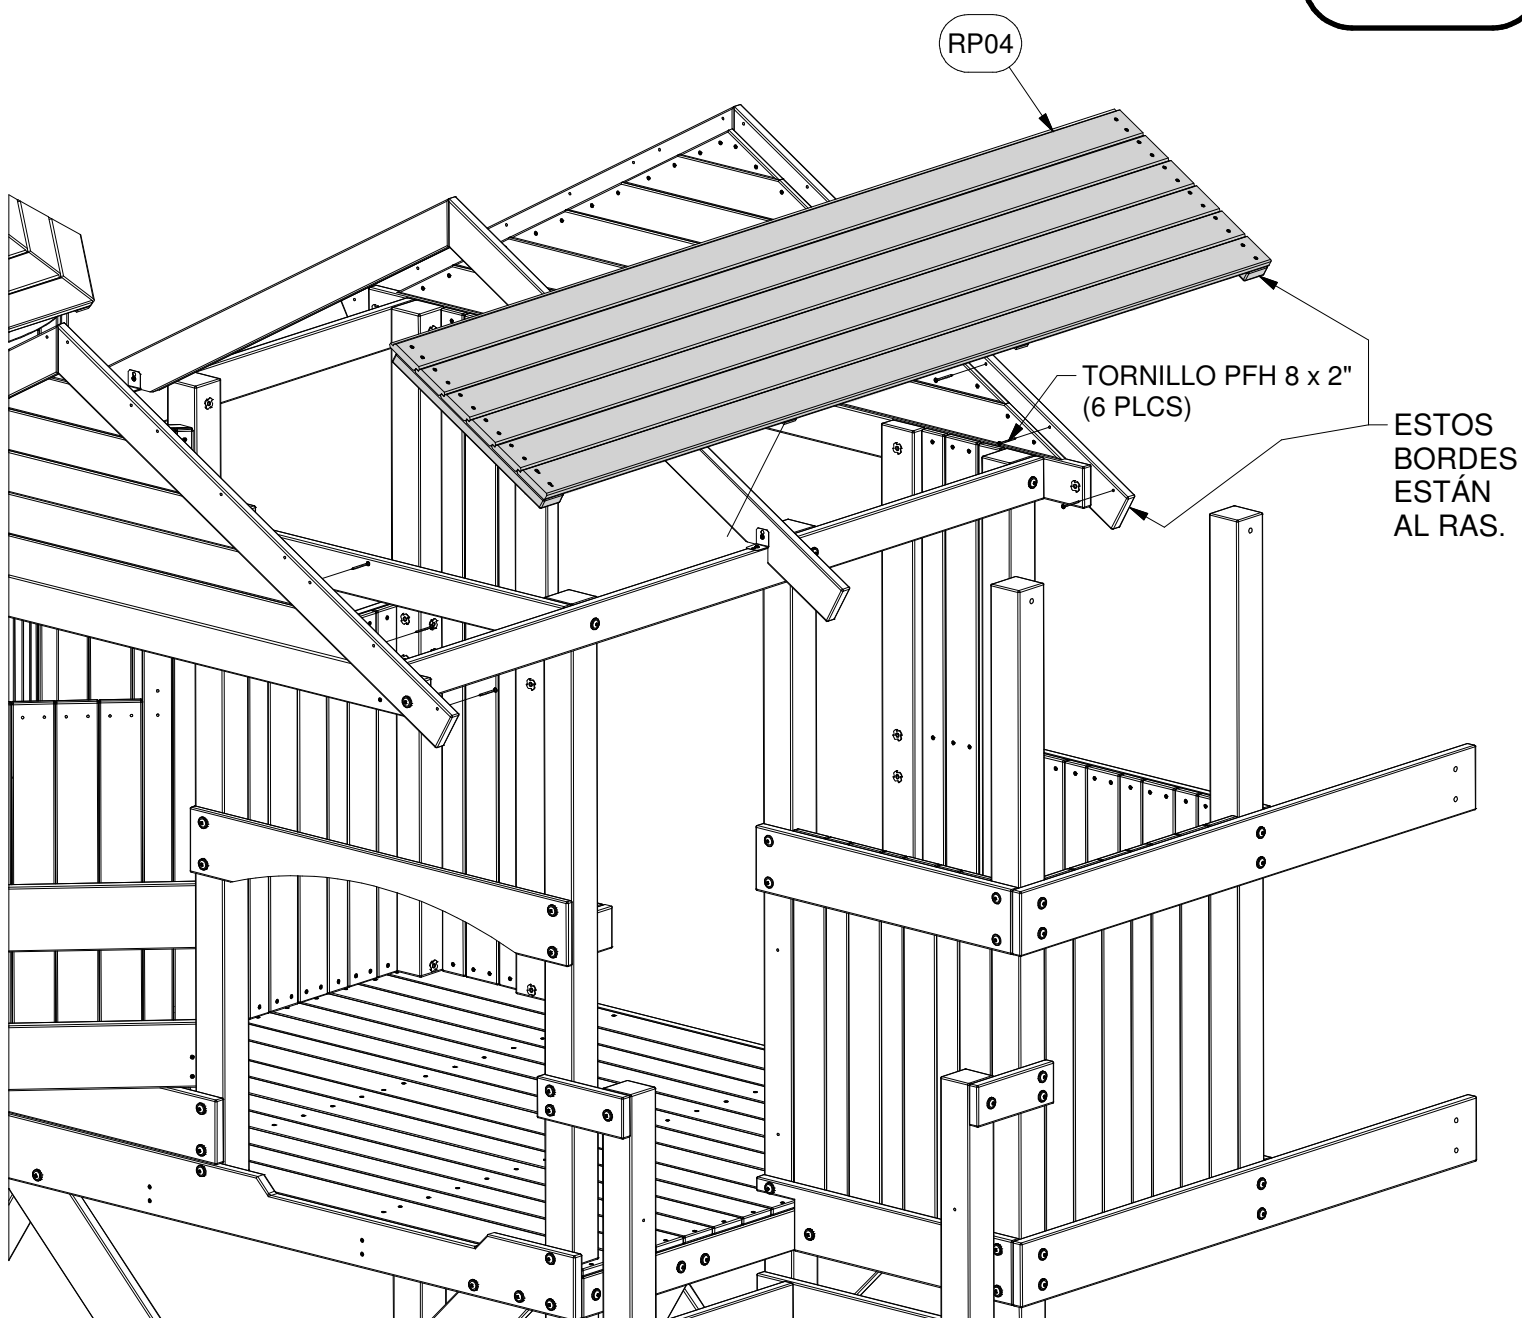 RP04
TORNILLO PFH 8 x 2"
(6 PLCS)
ESTOS
BORDES
ESTÁN
AL RAS.